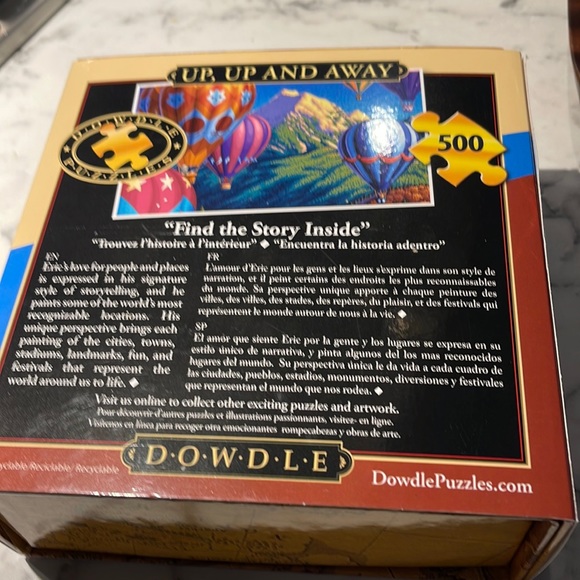 UP, UP AND AWAY
DOWDLE
PUZZLES
500
"Find the Story Inside"
"Trouvez l'histoire à l'intérieur" ◆ "Encuentra la historia adentro"
EN
Eric's love for people and places
is expressed in his signature
style of storytelling, and he
paints some of the world's most
recognizable locations. His
unique perspective brings each
painting of the cities, towns,
stadiums, landmarks, fun, and
festivals that represent the
world around us to life. ◆
FR
L'amour d'Eric pour les gens et les lieux s'exprime dans son style de
narration, et il peint certains des endroits les plus reconnaissables
du monde. Sa perspective unique apporte à chaque peinture des
villes, des villes, des stades, des repères, du plaisir, et des festivals qui
représentent le monde autour de nous à la vie. ◆
SP
El amor que siente Eric por la gente y los lugares se expresa en su
estilo único de narrativa, y pinta algunos del los mas reconocidos
lugares del mundo. Su perspectiva única le da vida a cada cuadro de
las ciudades, pueblos, estadios, monumentos, diversiones y festivales
que representan el mundo que nos rodea. ◆
Visit us online to collect other exciting puzzles and artwork.
Pour découvrir d'autres puzzles et illustrations passionnants, visitez- en ligne.
Visítenos en línea para recoger otra emocionantes rompecabezas y obras de arte.
D·O·W·D·L·E
/Reciclable/Recyclable
DowdlePuzzles.com